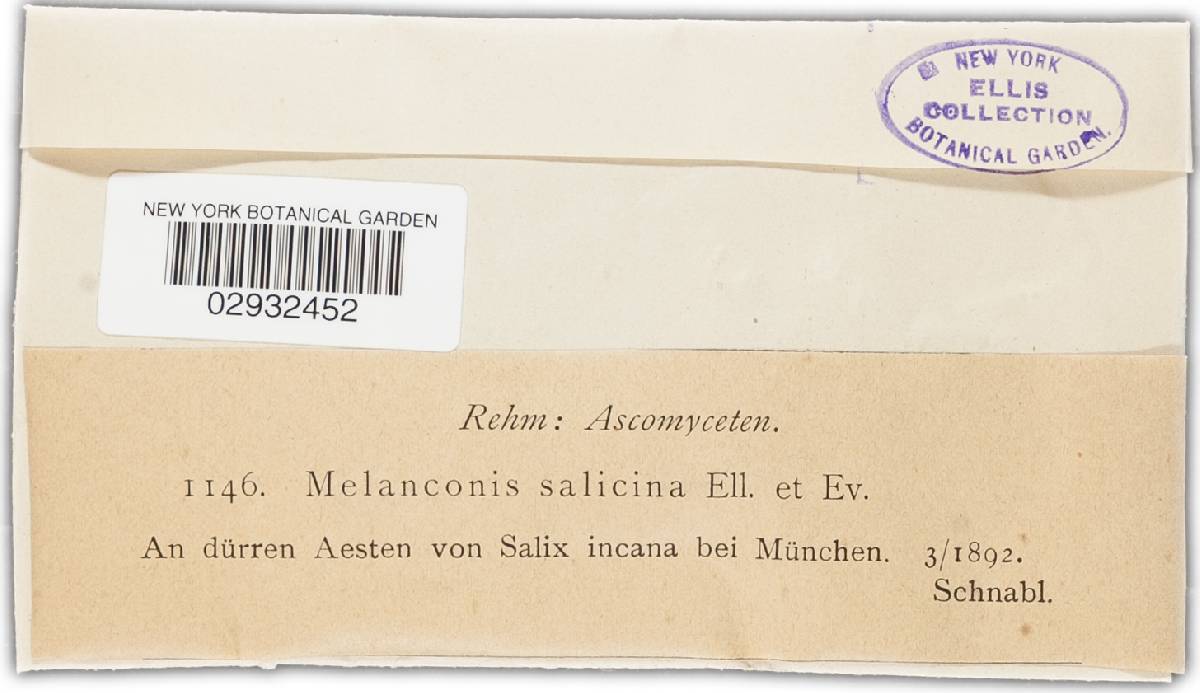 NEW YORK
ELLIS
COLLECTION
BOTANICAL GARDEN.
NEW YORK BOTANICAL GARDEN
02932452
Rehm: Ascomyceten.
1146. Melanconis salicina Ell. et Ev.
An dürren Aesten von Salix incana bei München. 3/1892.
Schnabl.